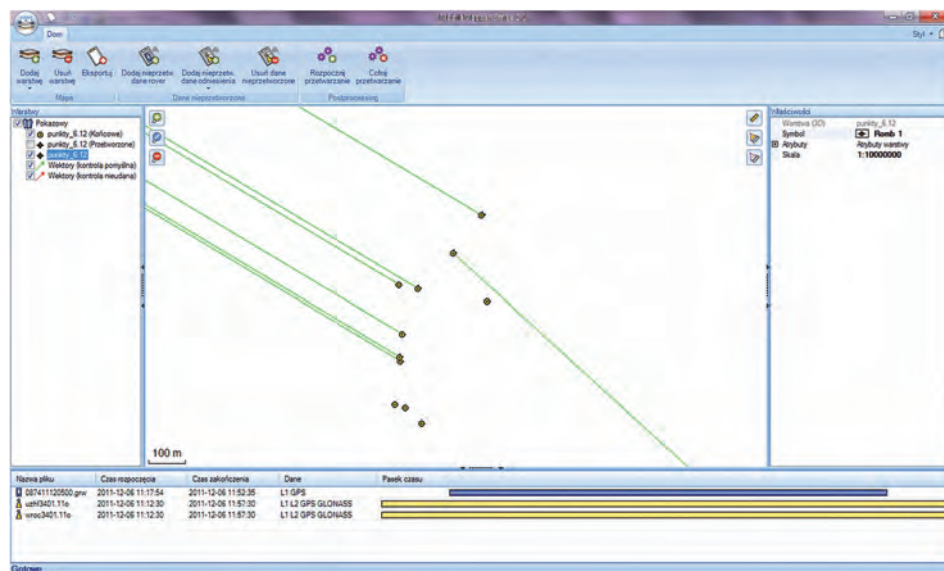 Dom
Styl
Dodaj warstwę
Usuń warstwę
Eksportuj
Dodaj nieprzetw. dane rover
Dodaj nieprzetw. dane odniesienia
Usuń dane nieprzetworzone
Rozpocznij przetwarzanie
Cofnij przetwarzanie
Mapa
Dane nieprzetworzone
Postprocessing
Warstwy
Pokazowy
punkty_6.12 (Końcowe)
punkty_6.12 (Przetworzone)
punkty_6.12
Wektory (kontrola pomyślna)
Wektory (kontrola nieudana)
100 m
Właściwości
Warstwa (3D) punkty_6.12
Symbol Romb 1
Atrybuty Atrybuty warstwy
Skala 1:10000000
Nazwa pliku Czas rozpoczęcia Czas zakończenia Dane Pasek czasu
087411120500.grw 2011-12-06 11:17:54 2011-12-06 11:52:35 L1 GPS
uzhl3401.11o 2011-12-06 11:12:30 2011-12-06 11:57:30 L1 L2 GPS GLONASS
wroc3401.11o 2011-12-06 11:12:30 2011-12-06 11:57:30 L1 L2 GPS GLONASS
Gotowe